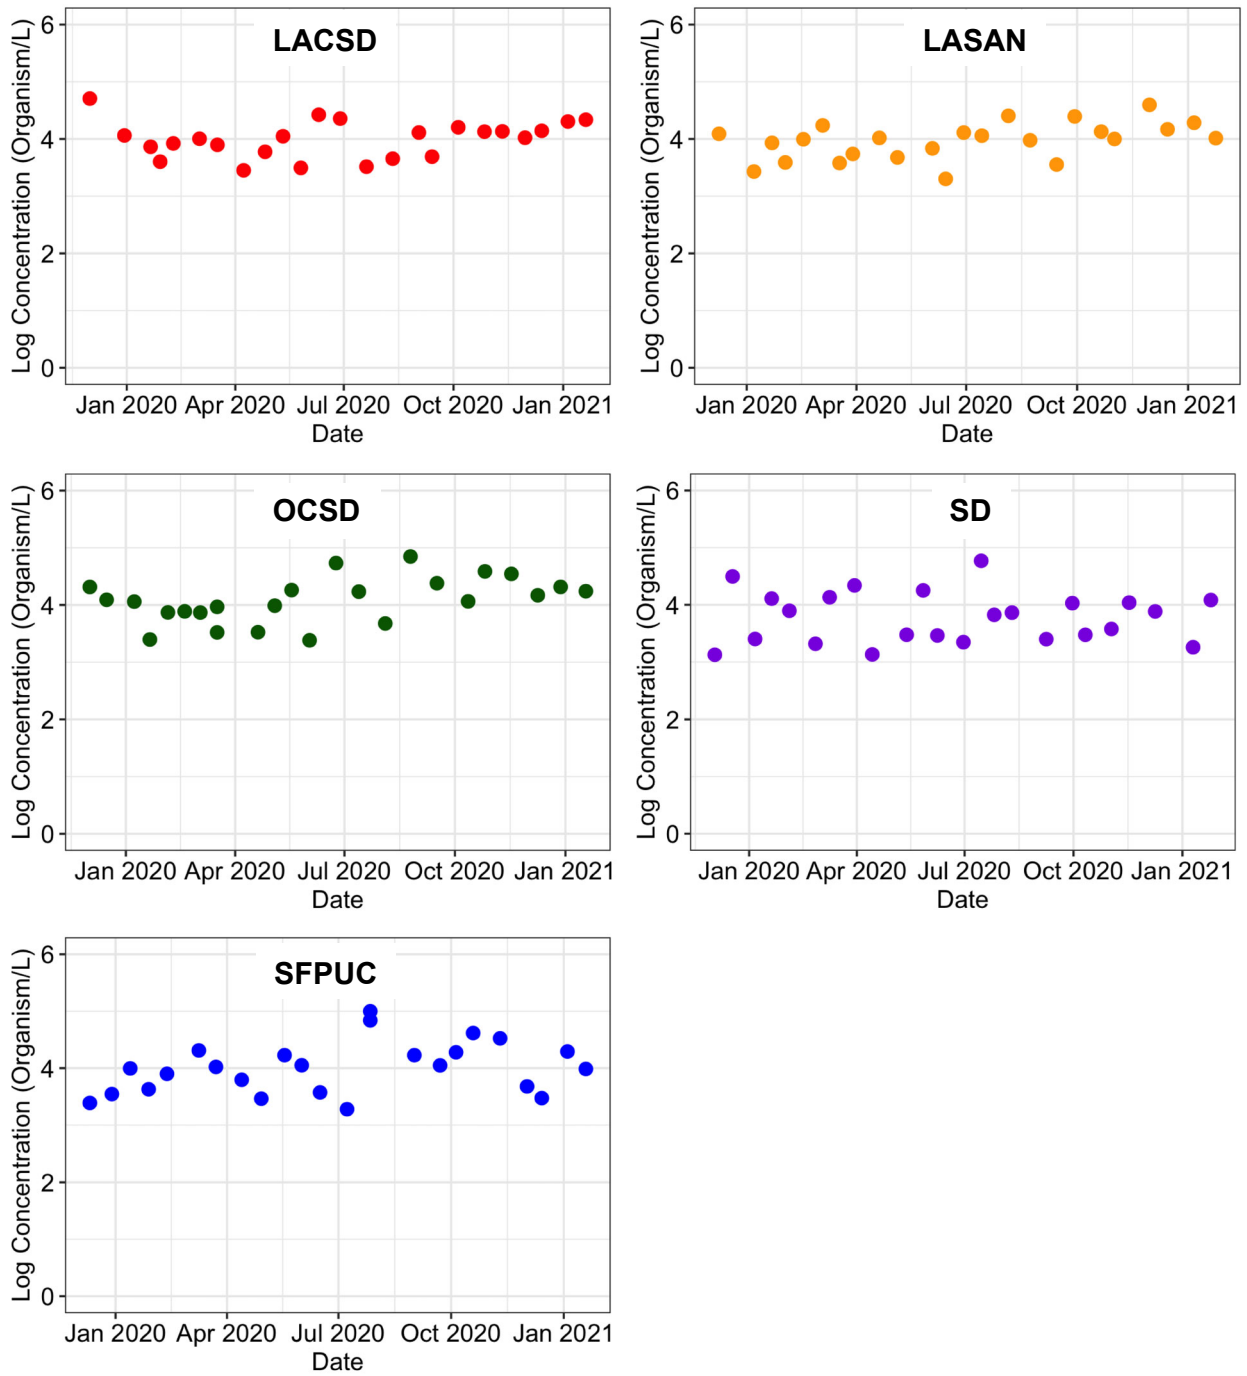 LACSD
Log Concentration (Organism/L)
6
4
2
0
Jan 2020 Apr 2020 Jul 2020 Oct 2020 Jan 2021
Date
LASAN
Log Concentration (Organism/L)
6
4
2
0
Jan 2020 Apr 2020 Jul 2020 Oct 2020 Jan 2021
Date
OCSD
Log Concentration (Organism/L)
6
4
2
0
Jan 2020 Apr 2020 Jul 2020 Oct 2020 Jan 2021
Date
SD
Log Concentration (Organism/L)
6
4
2
0
Jan 2020 Apr 2020 Jul 2020 Oct 2020 Jan 2021
Date
SFPUC
Log Concentration (Organism/L)
6
4
2
0
Jan 2020 Apr 2020 Jul 2020 Oct 2020 Jan 2021
Date